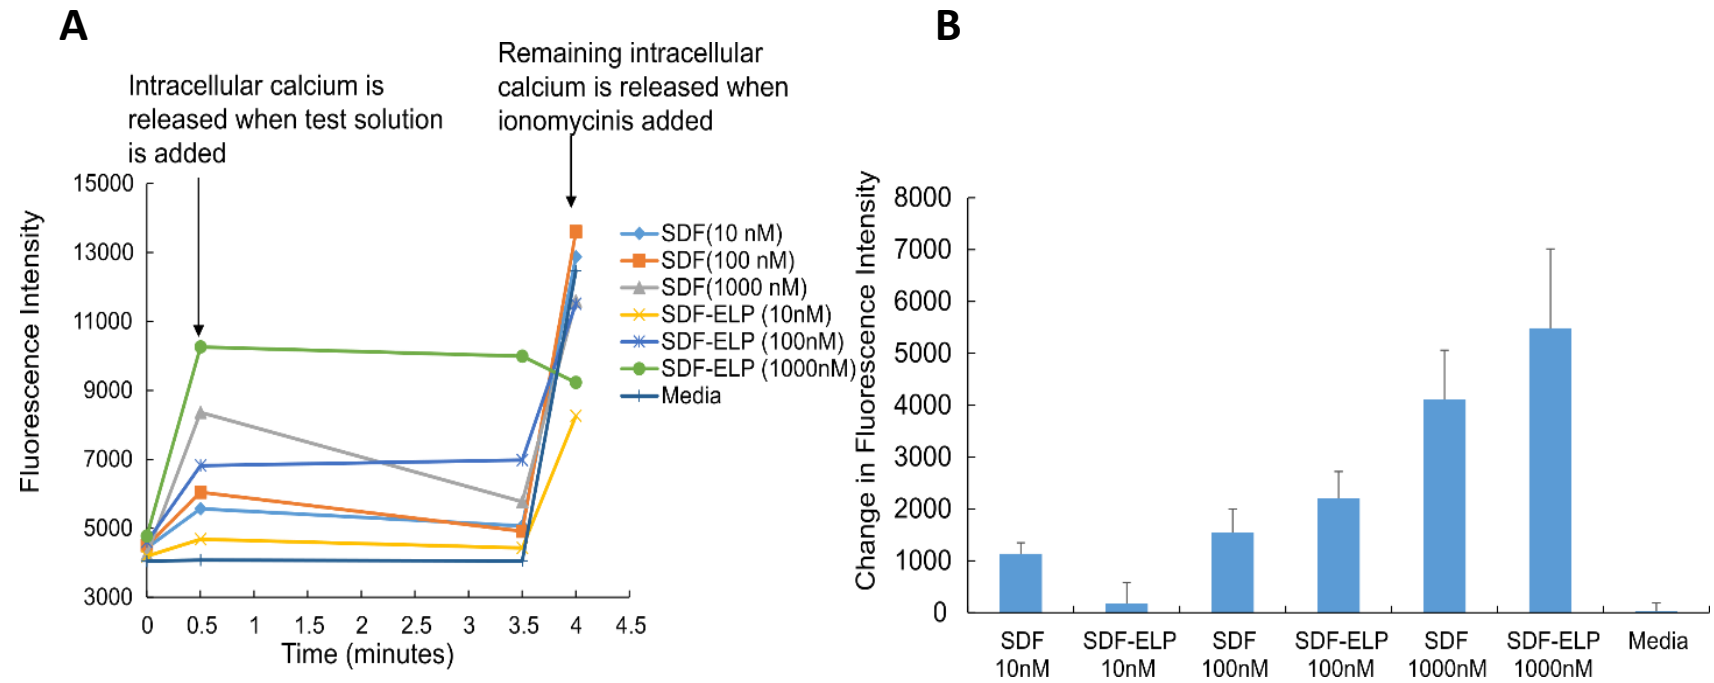 A
B
Intracellular calcium is
released when test solution
is added
Remaining intracellular
calcium is released when
ionomycinis added
Fluorescence Intensity
15000
13000
11000
9000
7000
5000
3000
0 0.5 1 1.5 2 2.5 3 3.5 4 4.5
Time (minutes)
SDF(10 nM)
SDF(100 nM)
SDF(1000 nM)
SDF-ELP (10nM)
SDF-ELP (100nM)
SDF-ELP (1000nM)
Media
Change in Fluorescence Intensity
8000
7000
6000
5000
4000
3000
2000
1000
0
SDF SDF-ELP SDF SDF-ELP SDF SDF-ELP Media
10nM 10nM 100nM 100nM 1000nM 1000nM